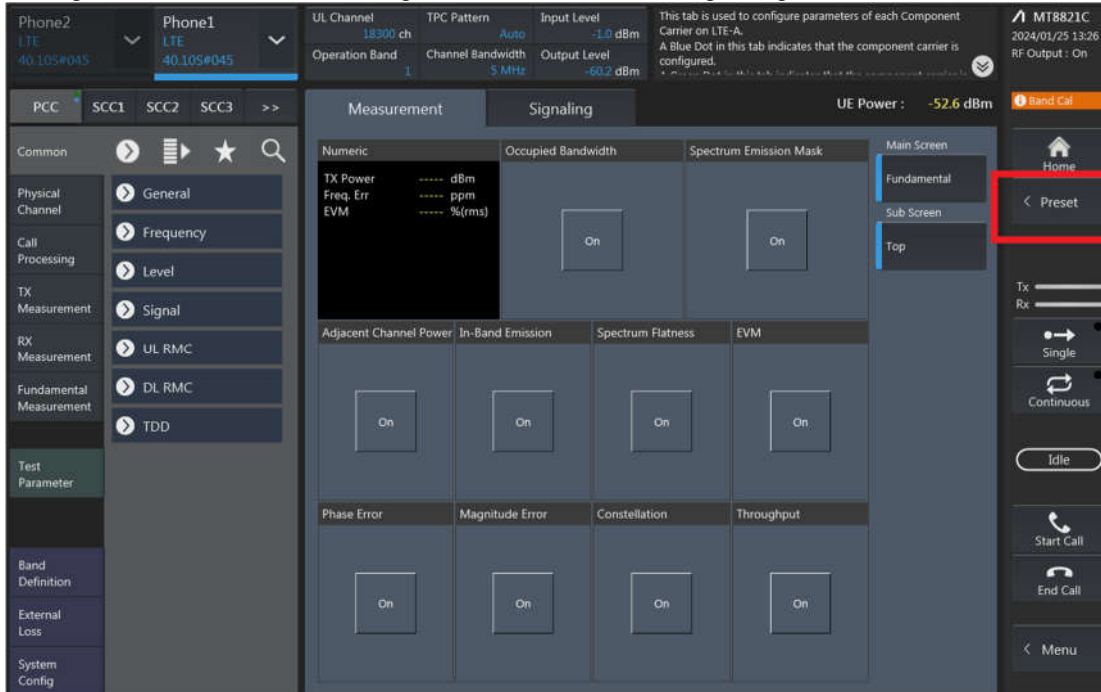 Phone2
LTE
40.10S#045
Phone1
LTE
40.10S#045
UL Channel
18300 ch
TPC Pattern
Auto
Input Level
-1.0 dBm
Operation Band
1
Channel Bandwidth
5 MHz
Output Level
-60.2 dBm
This tab is used to configure parameters of each Component
Carrier on LTE-A.
A Blue Dot in this tab indicates that the component carrier is
configured.
MT8821C
2024/01/25 13:26
RF Output : On
PCC
SCC1
SCC2
SCC3
>>
Measurement
Signaling
UE Power : -52.6 dBm
Band Cal
Common
Physical
Channel
Call
Processing
TX
Measurement
RX
Measurement
Fundamental
Measurement
Test
Parameter
Band
Definition
External
Loss
System
Config
General
Frequency
Level
Signal
UL RMC
DL RMC
TDD
Numeric
TX Power ----- dBm
Freq. Err ----- ppm
EVM ----- %(rms)
Occupied Bandwidth
On
Spectrum Emission Mask
On
Main Screen
Fundamental
Sub Screen
Top
Adjacent Channel Power
On
In-Band Emission
On
Spectrum Flatness
On
EVM
On
Phase Error
On
Magnitude Error
On
Constellation
On
Throughput
On
Home
< Preset
Tx
Rx
Single
Continuous
Idle
Start Call
End Call
< Menu